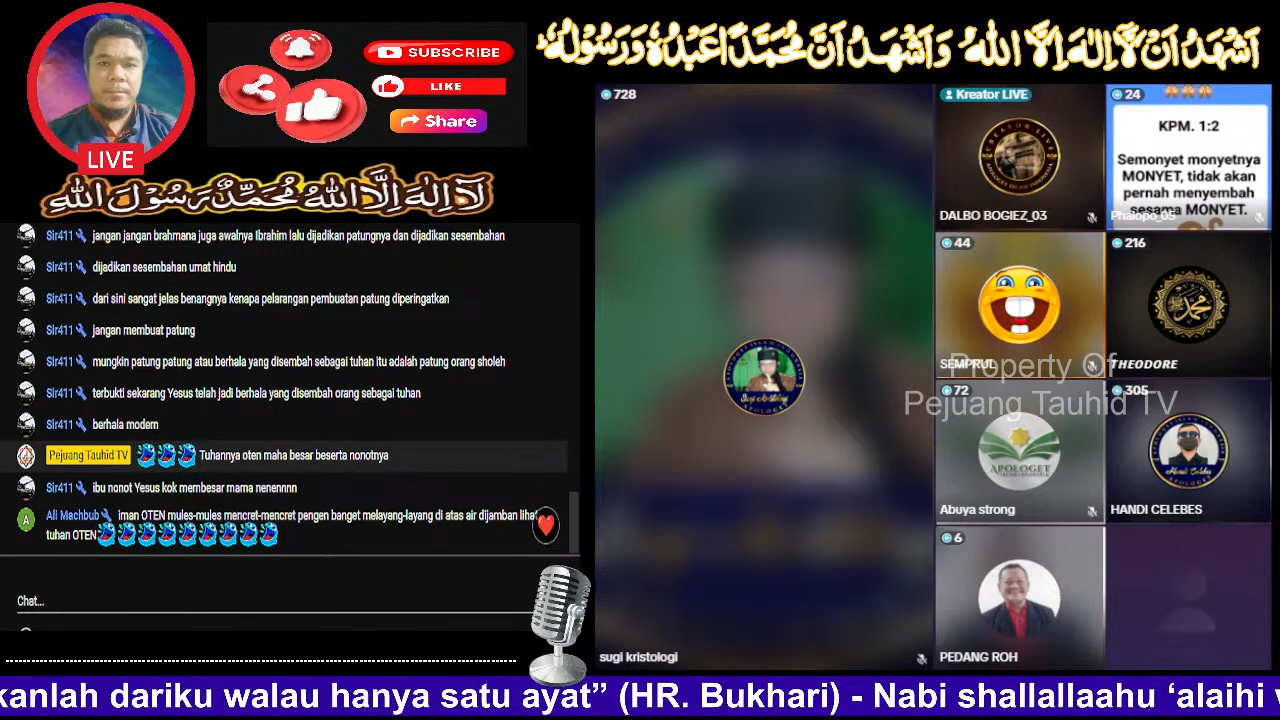 LIVE
SUBSCRIBE
LIKE
Share
اَشْهَدُ اَنْ لَّا اِلٰهَ اِلَّا اللّٰهُ وَاَشْهَدُ اَنَّ مُحَمَّدًا عَبْدُهُ وَرَسُوْلُهُ
لَآ اِلٰهَ اِلَّا اللّٰهُ مُحَمَّدٌ رَسُوْلُ اللّٰهِ
Sir411 jangan jangan brahmana juga awalnya Ibrahim lalu dijadikan patungnya dan dijadikan sesembahan
Sir411 dijadikan sesembahan umat hindu
Sir411 dari sini sangat jelas benangnya kenapa pelarangan pembuatan patung diperingatkan
Sir411 jangan membuat patung
Sir411 mungkin patung patung atau berhala yang disembah sebagai tuhan itu adalah patung orang sholeh
Sir411 terbukti sekarang Yesus telah jadi berhala yang disembah orang sebagai tuhan
Sir411 berhala modern
Pejuang Tauhid TV Tuhannya oten maha besar beserta nonotnya
Sir411 ibu nonot Yesus kok membesar mama nenennnn
A Ali Machbub iman OTEN mules-mules mencret-mencret pengen banget melayang-layang di atas air dijamban lihat
tuhan OTEN
Chat...
728
sugi kristologi
Kreator LIVE
DALBO BOGIEZ_03
24
KPM. 1:2
Semonyet monyetnya
MONYET, tidak akan
pernah menyembah
sesama MONYET.
Phalopo_05
44
SEMPRUL
216
THEODORE
Property Of
Pejuang Tauhid TV
72
APOLOGET
Abuya strong
305
Handi Celebes
APOLOGET
HANDI CELEBES
6
PEDANG ROH
kanlah dariku walau hanya satu ayat” (HR. Bukhari) - Nabi shallallaahu ‘alaihi